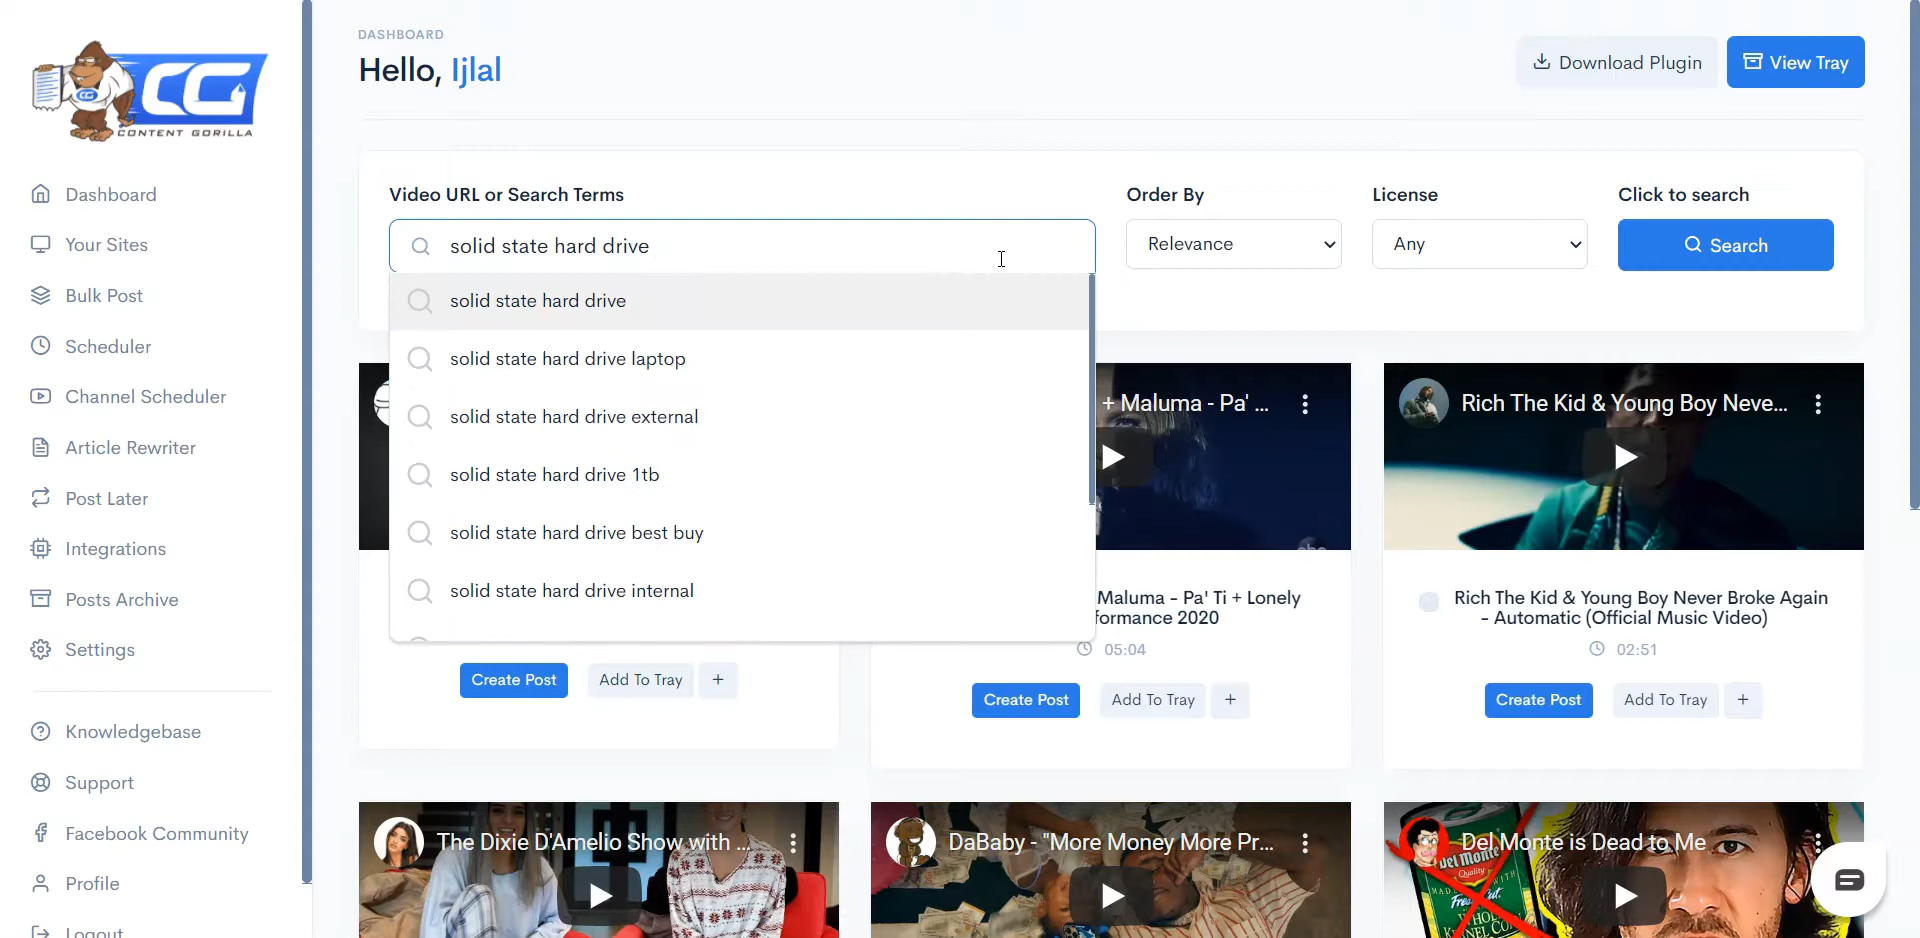 CG
CONTENT GORILLA
Dashboard
Your Sites
Bulk Post
Scheduler
Channel Scheduler
Article Rewriter
Post Later
Integrations
Posts Archive
Settings
Knowledgebase
Support
Facebook Community
Profile
Logout
DASHBOARD
Hello, Ijlal
Download Plugin
View Tray
Video URL or Search Terms
Order By
License
Click to search
solid state hard drive
Relevance
Any
Search
solid state hard drive
solid state hard drive laptop
solid state hard drive external
solid state hard drive 1tb
solid state hard drive best buy
solid state hard drive internal
+ Maluma - Pa' ...
Rich The Kid & Young Boy Neve...
Maluma - Pa' Ti + Lonely
formance 2020
05:04
Rich The Kid & Young Boy Never Broke Again
- Automatic (Official Music Video)
02:51
Create Post
Add To Tray
+
Create Post
Add To Tray
+
Create Post
Add To Tray
+
The Dixie D'Amelio Show with ...
DaBaby - "More Money More Pr...
Del Monte is Dead to Me
Del Monte
Quality